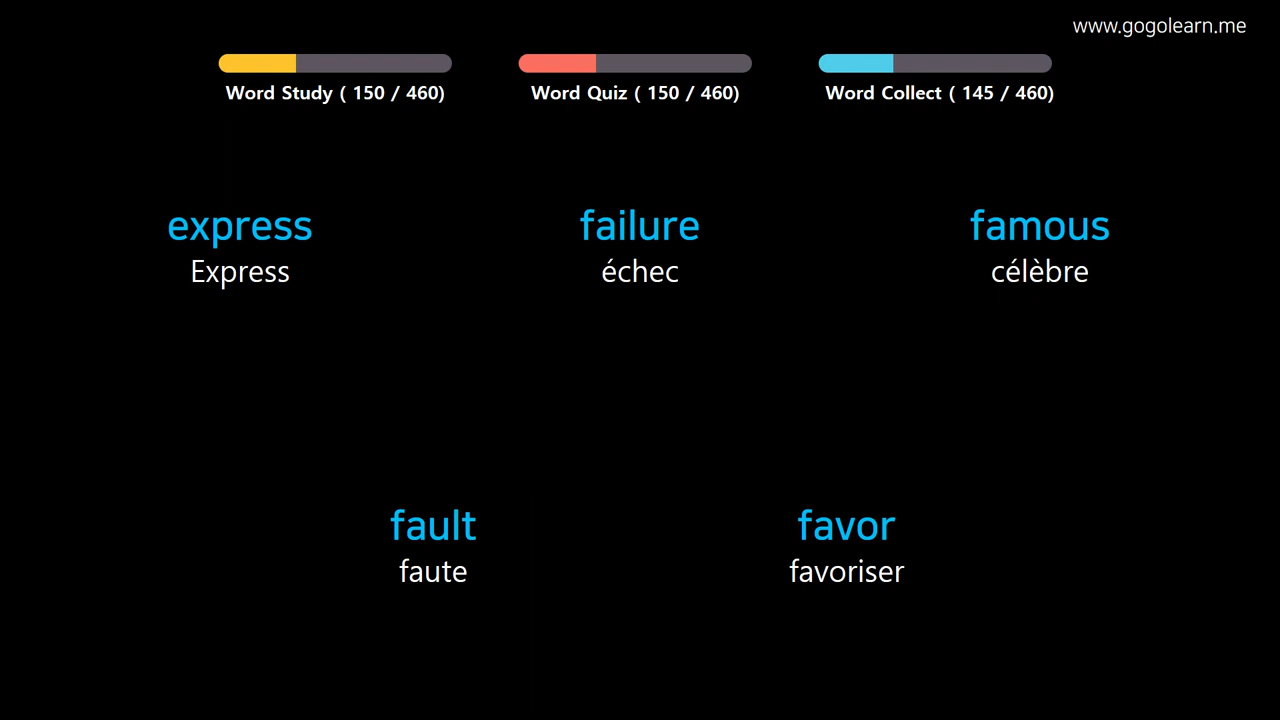 www.gogolearn.me
Word Study ( 150 / 460)
Word Quiz ( 150 / 460)
Word Collect ( 145 / 460)
express
Express
failure
échec
famous
célèbre
fault
faute
favor
favoriser